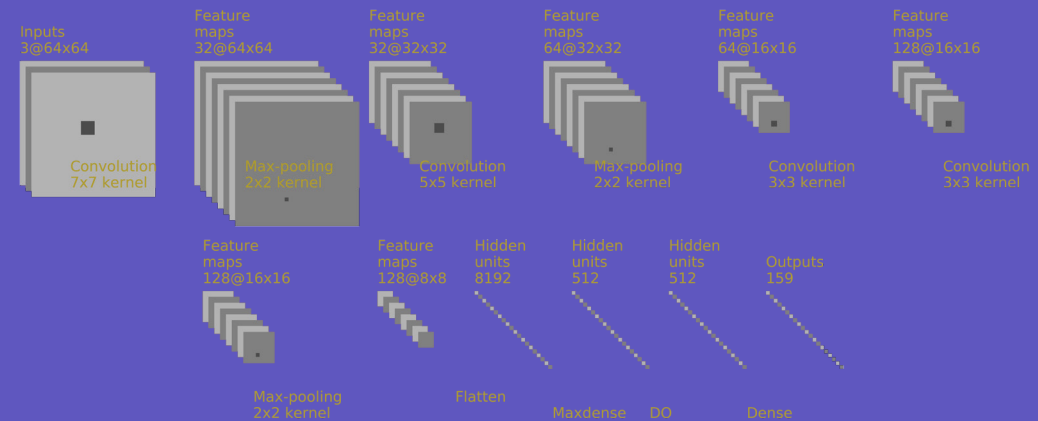 Inputs
3@64x64
Feature
maps
32@64x64
Feature
maps
32@32x32
Feature
maps
64@32x32
Feature
maps
64@16x16
Feature
maps
128@16x16
Convolution
7x7 kernel
Max-pooling
2x2 kernel
Convolution
5x5 kernel
Max-pooling
2x2 kernel
Convolution
3x3 kernel
Convolution
3x3 kernel
Feature
maps
128@16x16
Feature
maps
128@8x8
Hidden
units
8192
Hidden
units
512
Hidden
units
512
Outputs
159
Max-pooling
2x2 kernel
Flatten
Maxdense
DO
Dense